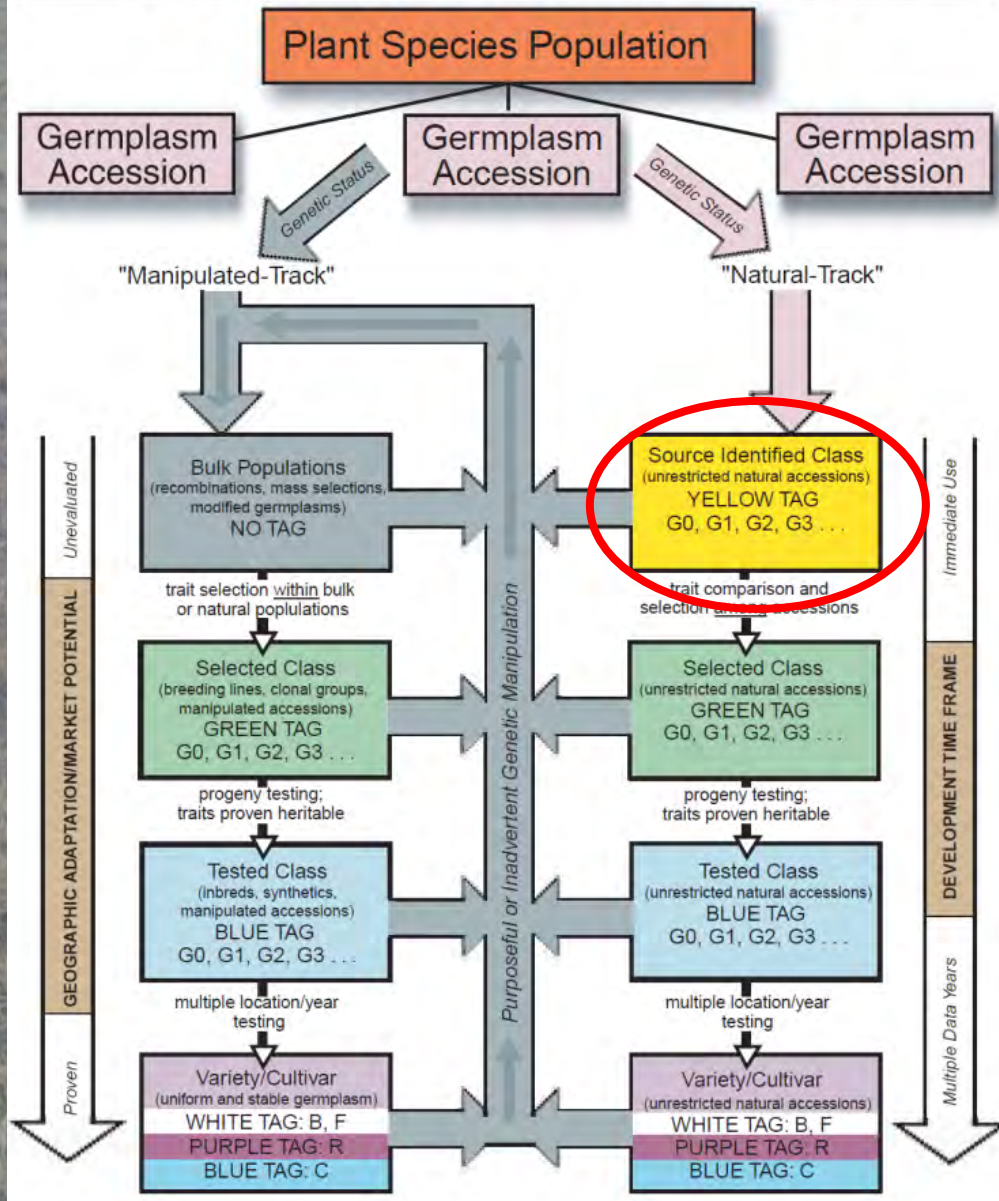 Plant Species Population
Germplasm
Accession
Germplasm
Accession
Germplasm
Accession
Genetic Status
Genetic Status
"Manipulated-Track"
"Natural-Track"
Unevaluated
GEOGRAPHIC ADAPTATION/MARKET POTENTIAL
Proven
Bulk Populations
(recombinations, mass selections,
modified germplasms)
NO TAG
trait selection within bulk
or natural poplulations
Selected Class
(breeding lines, clonal groups,
manipulated accessions)
GREEN TAG
G0, G1, G2, G3 . . .
progeny testing;
traits proven heritable
Tested Class
(inbreds, synthetics,
manipulated accessions)
BLUE TAG
G0, G1, G2, G3 . . .
multiple location/year
testing
Variety/Cultivar
(uniform and stable germplasm)
WHITE TAG: B, F
PURPLE TAG: R
BLUE TAG: C
Purposeful or Inadvertent Genetic Manipulation
Source Identified Class
(unrestricted natural accessions)
YELLOW TAG
G0, G1, G2, G3 . . .
trait comparison and
selection among accessions
Selected Class
(unrestricted natural accessions)
GREEN TAG
G0, G1, G2, G3 . . .
progeny testing;
traits proven heritable
Tested Class
(unrestricted natural accessions)
BLUE TAG
G0, G1, G2, G3 . . .
multiple location/year
testing
Variety/Cultivar
(unrestricted natural accessions)
WHITE TAG: B, F
PURPLE TAG: R
BLUE TAG: C
Immediate Use
DEVELOPMENT TIME FRAME
Multiple Data Years